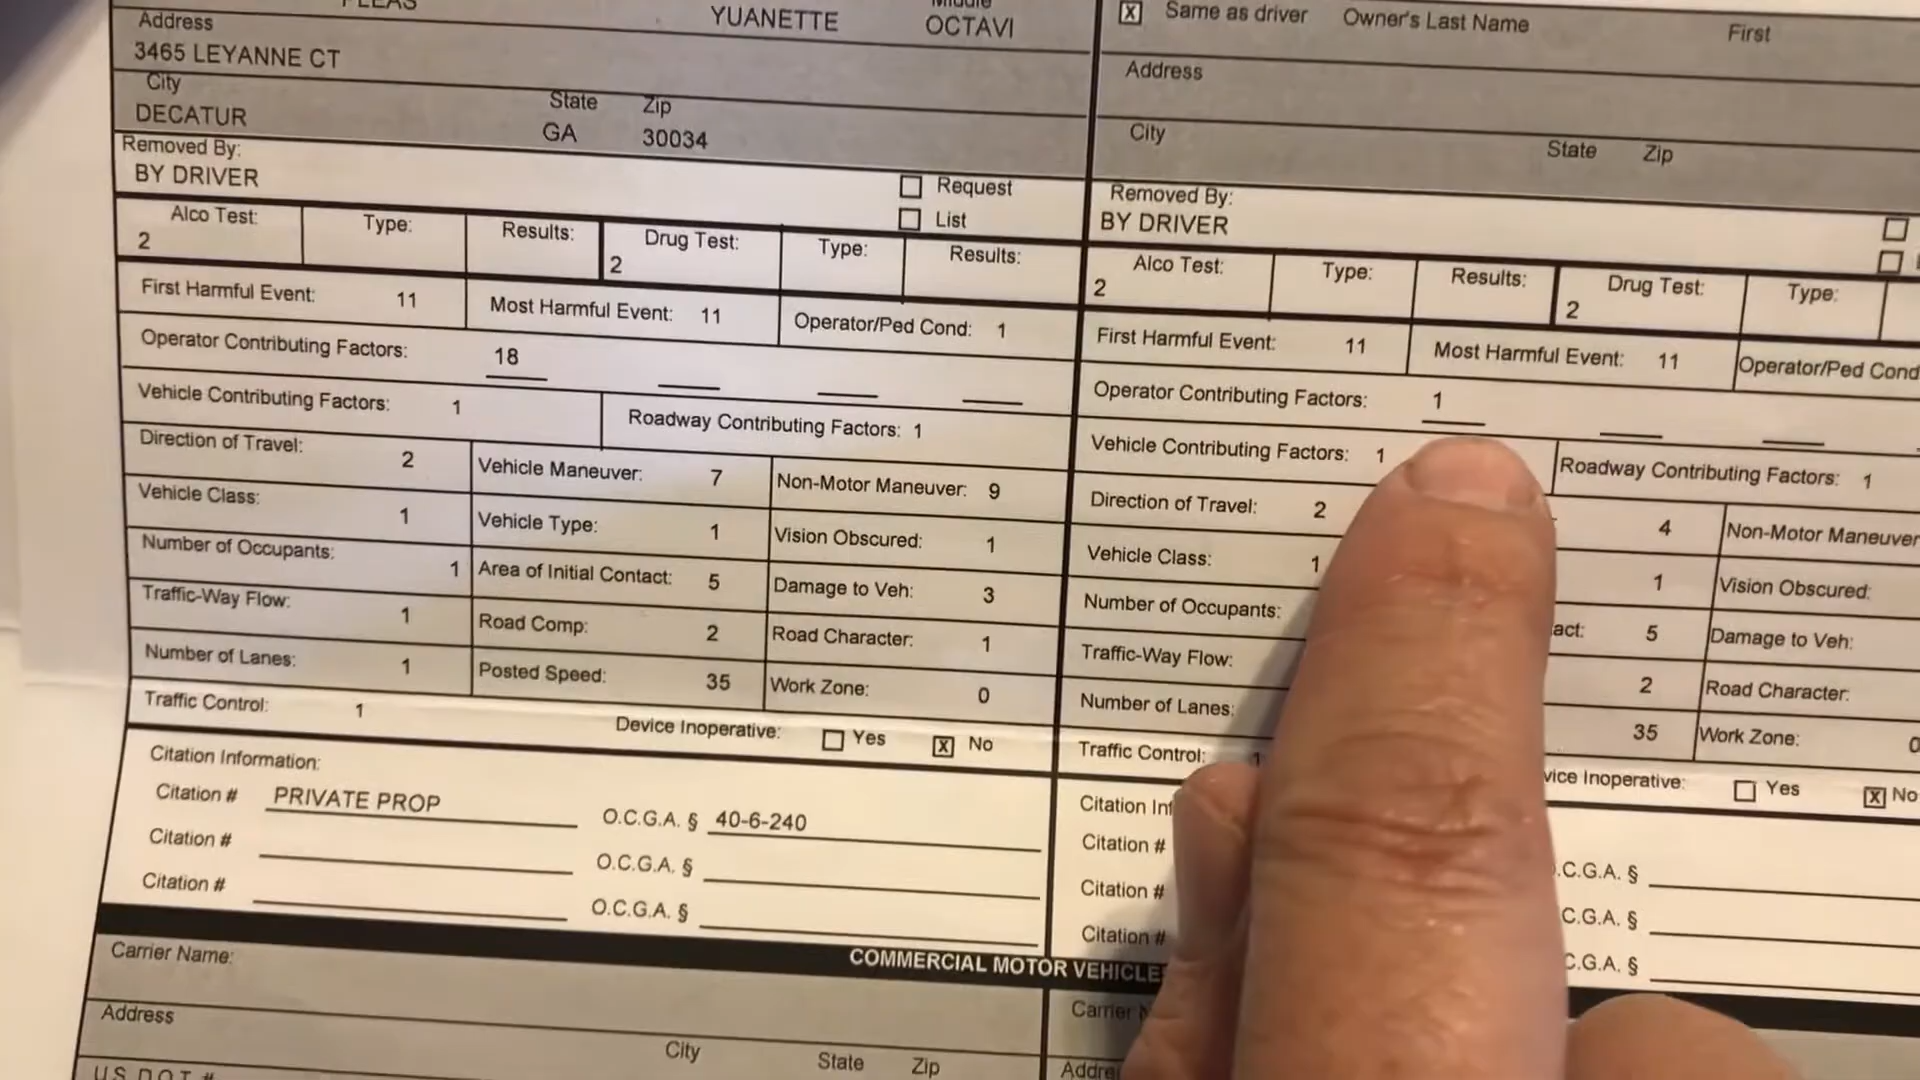 PLEAS YUANETTE Middle OCTAVI
Address
3465 LEYANNE CT
City State Zip
DECATUR GA 30034
Removed By:
BY DRIVER
Request
List
Alco Test: 2 Type: Results: Drug Test: 2 Type: Results:
First Harmful Event: 11 Most Harmful Event: 11 Operator/Ped Cond: 1
Operator Contributing Factors: 18
Vehicle Contributing Factors: 1 Roadway Contributing Factors: 1
Direction of Travel: 2 Vehicle Maneuver: 7 Non-Motor Maneuver: 9
Vehicle Class: 1 Vehicle Type: 1 Vision Obscured: 1
Number of Occupants: 1 Area of Initial Contact: 5 Damage to Veh: 3
Traffic-Way Flow: 1 Road Comp: 2 Road Character: 1
Number of Lanes: 1 Posted Speed: 35 Work Zone: 0
Traffic Control: 1 Device Inoperative: Yes X No
Citation Information:
Citation # PRIVATE PROP O.C.G.A. § 40-6-240
Citation # O.C.G.A. §
Citation # O.C.G.A. §
X Same as driver Owner's Last Name First
Address
City State Zip
Removed By:
BY DRIVER
Alco Test: 2 Type: Results: Drug Test: 2 Type:
First Harmful Event: 11 Most Harmful Event: 11 Operator/Ped Cond
Operator Contributing Factors: 1
Vehicle Contributing Factors: 1 Roadway Contributing Factors: 1
Direction of Travel: 2 4 Non-Motor Maneuver
Vehicle Class: 1 1 Vision Obscured:
Number of Occupants: act: 5 Damage to Veh:
Traffic-Way Flow: 2 Road Character:
Number of Lanes: 35 Work Zone: 0
Traffic Control: 1 vice Inoperative: Yes X No
Citation Inf
Citation # .C.G.A. §
Citation # C.G.A. §
Citation # C.G.A. §
COMMERCIAL MOTOR VEHICLE
Carrier Name:
Address
City State Zip
U.S. D.O.T. #
Carrier N
Addre